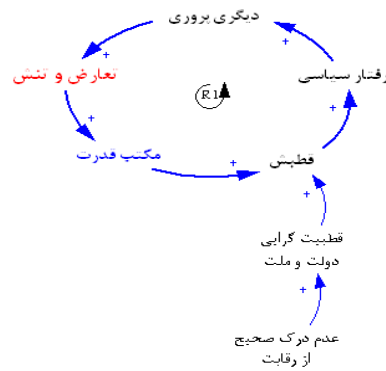 دیگری پروری
تعارض و تنش
رفتار سیاسی
R1
مکتب قدرت
قطبش
قطبیت گرایی
دولت و ملت
عدم درک صحیح
از رقابت
+
+
+
+
+
+
+